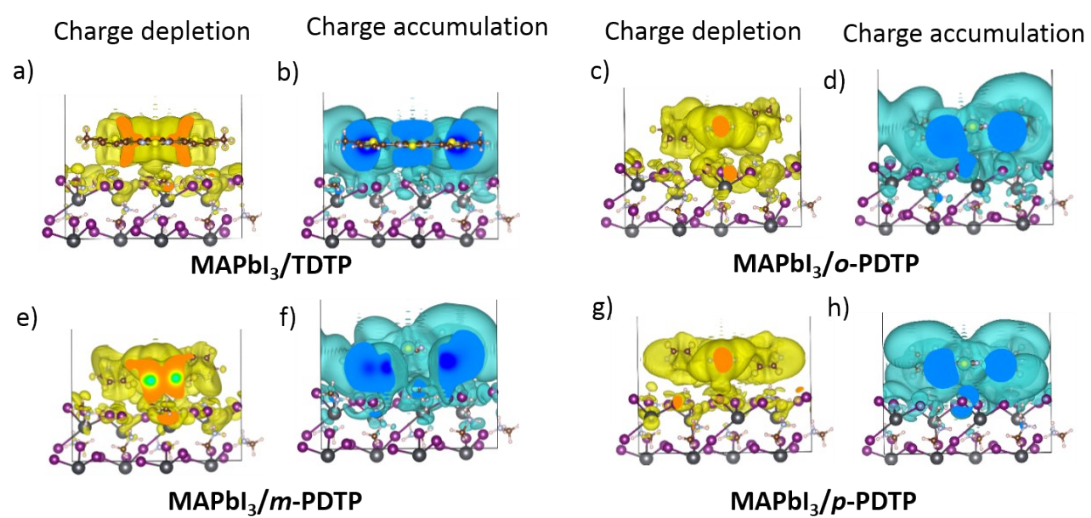 Charge depletion Charge accumulation Charge depletion Charge accumulation
a) b) c) d)
MAPbI₃/TDTP MAPbI₃/o-PDTP
e) f) g) h)
MAPbI₃/m-PDTP MAPbI₃/p-PDTP